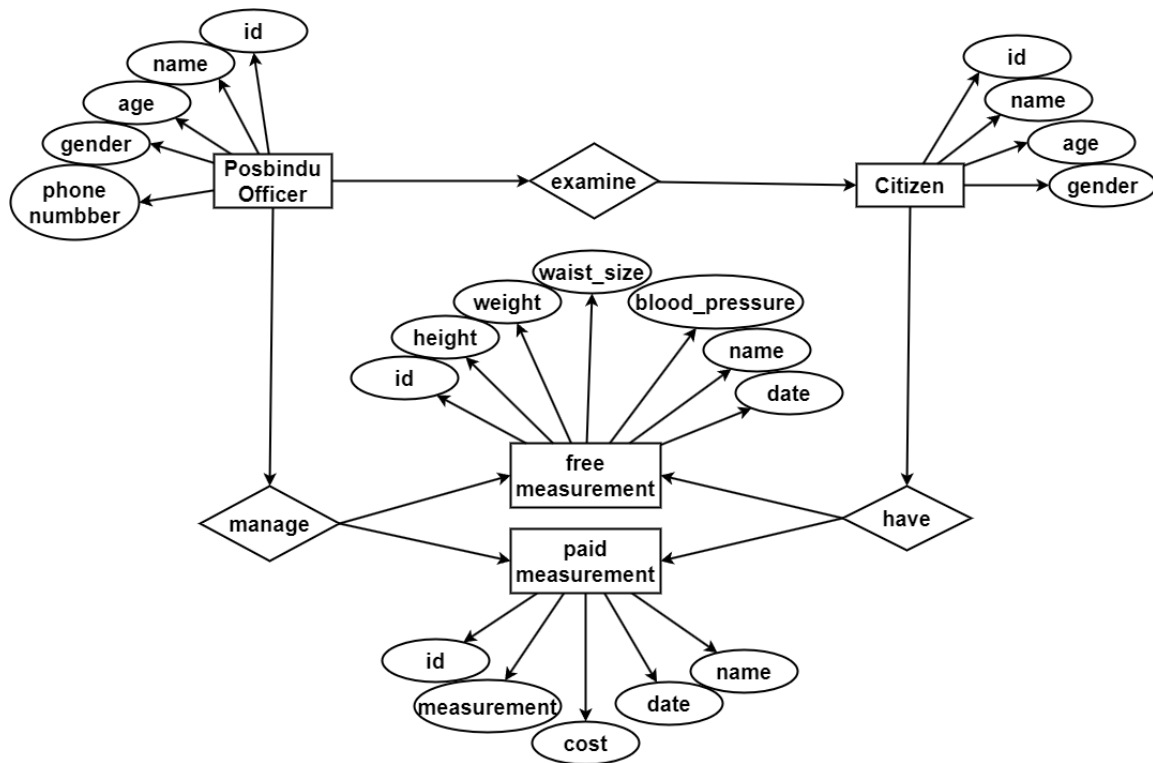 id
name
age
gender
phone
numbber
Posbindu
Officer
examine
Citizen
id
name
age
gender
waist_size
weight
blood_pressure
height
name
id
date
free
measurement
manage
have
paid
measurement
id
name
measurement
date
cost